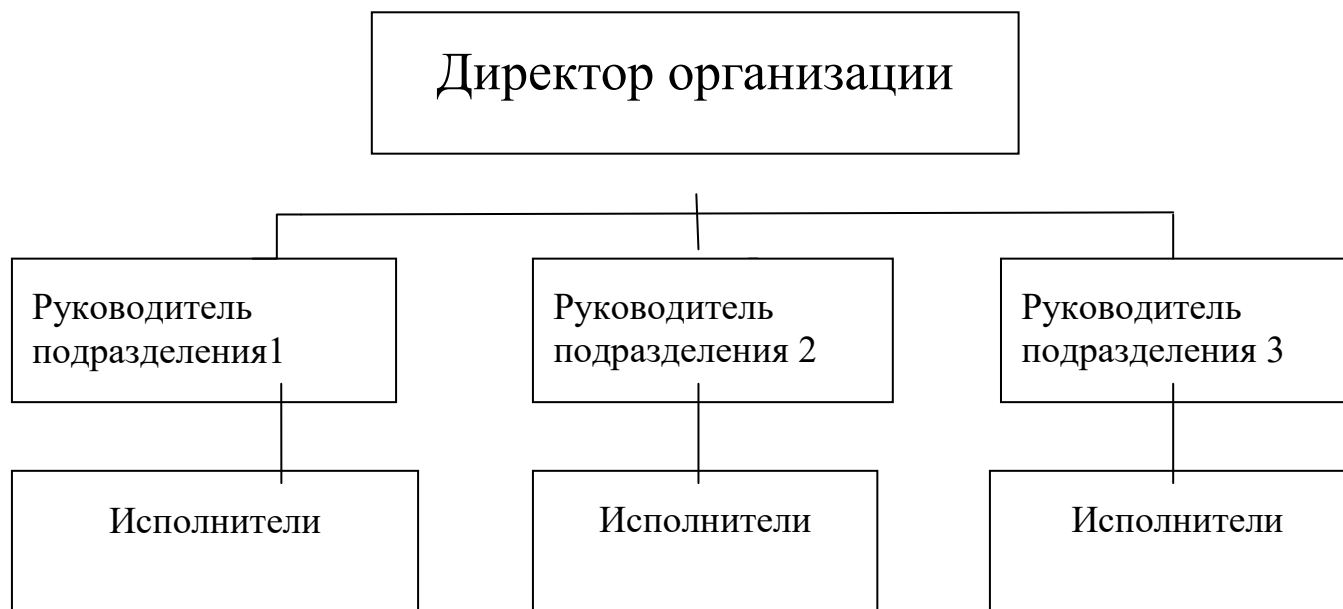 Директор организации
Руководитель
подразделения1
Руководитель
подразделения 2
Руководитель
подразделения 3
Исполнители
Исполнители
Исполнители